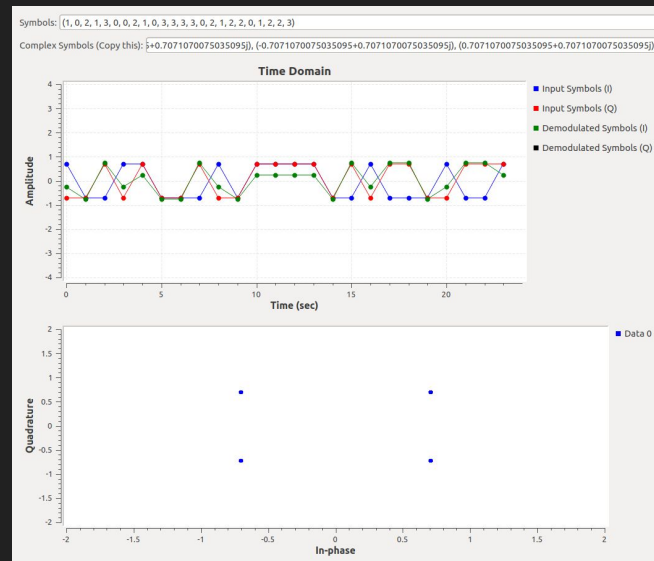 Symbols: (1, 0, 2, 1, 3, 0, 0, 2, 1, 0, 3, 3, 3, 3, 0, 2, 1, 2, 2, 0, 1, 2, 2, 3)
Complex Symbols (Copy this): 5+0.7071070075035095j), (-0.7071070075035095+0.7071070075035095j), (0.7071070075035095+0.7071070075035095j)]
Time Domain
4
3
2
1
0
-1
-2
-3
-4
Amplitude
0 5 10 15 20
Time (sec)
Input Symbols (I)
Input Symbols (Q)
Demodulated Symbols (I)
Demodulated Symbols (Q)
2
1.5
1
0.5
0
-0.5
-1
-1.5
-2
Quadrature
-2 -1.5 -1 -0.5 0 0.5 1 1.5 2
In-phase
Data 0